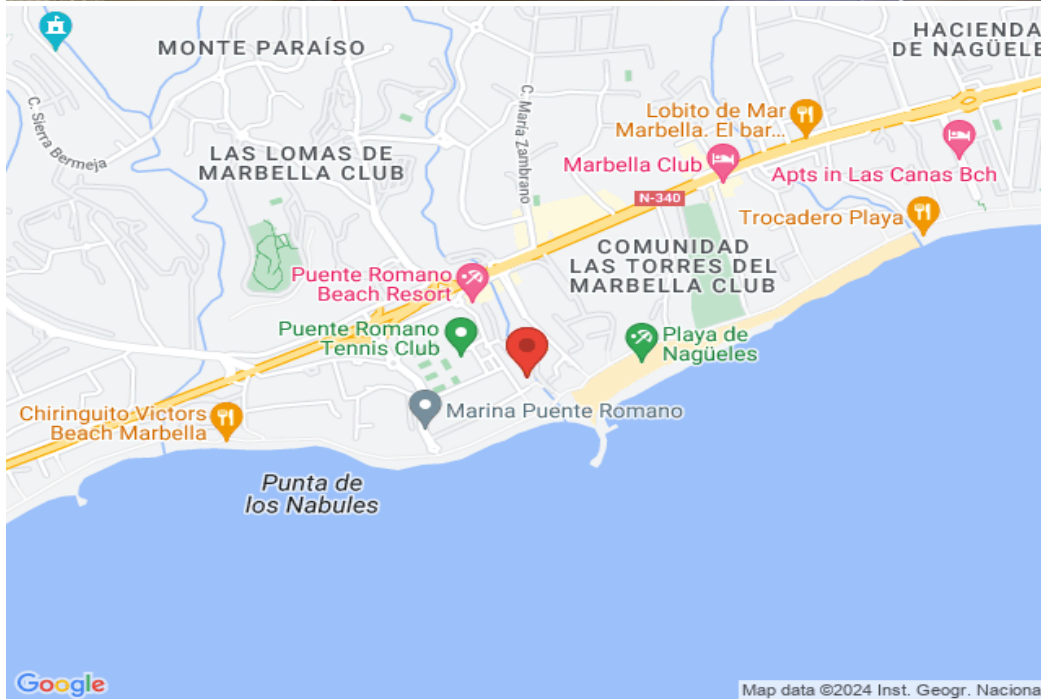 MONTE PARAÍSO
HACIENDA
DE NAGÜELE
C. Sierra Bermeja
C. María Zambrano
Lobito de Mar
Marbella. El bar...
LAS LOMAS DE
MARBELLA CLUB
Marbella Club
Apts in Las Canas Bch
N-340
Trocadero Playa
COMUNIDAD
LAS TORRES DEL
MARBELLA CLUB
Puente Romano
Beach Resort
Puente Romano
Tennis Club
Playa de
Nagüeles
Chiringuito Victors
Beach Marbella
Marina Puente Romano
Punta de
los Nabules
Google
Map data ©2024 Inst. Geogr. Naciona